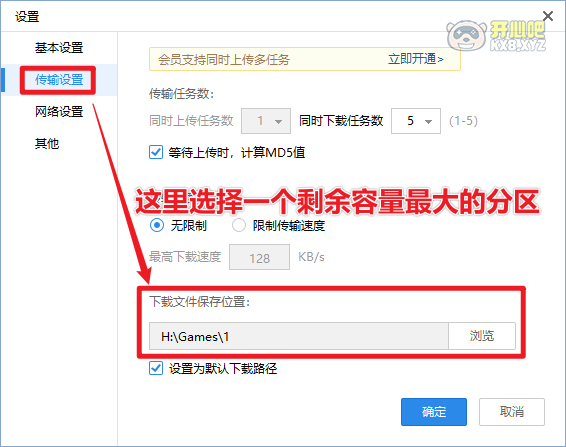 设置
开心吧
KXB.XYZ
基本设置
传输设置
网络设置
其他
会员支持同时上传多任务 立即开通>
传输任务数:
同时上传任务数 1 同时下载任务数 5 (1-5)
等待上传时，计算MD5值
这里选择一个剩余容量最大的分区
无限制 限制传输速度
最高下载速度 128 KB/s
下载文件保存位置:
H:\Games\1 浏览
设置为默认下载路径
确定 取消